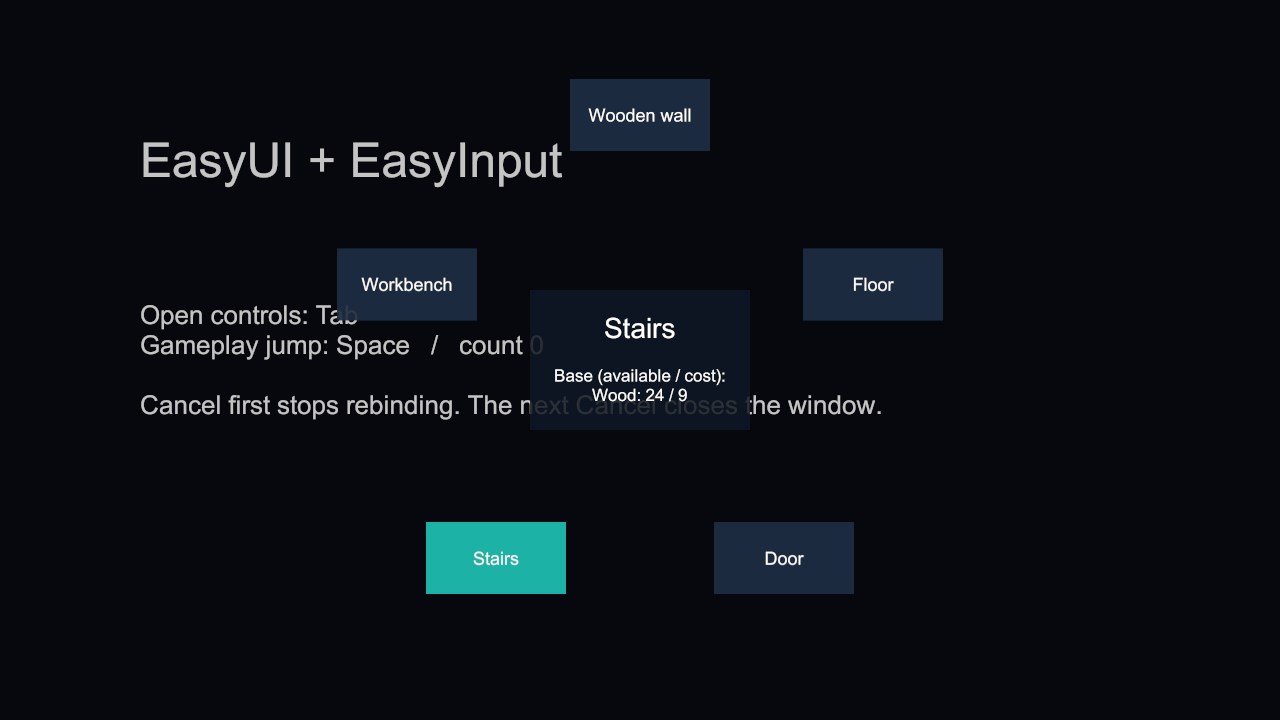 Wooden wall
EasyUI + EasyInput
Workbench
Floor
Open controls: Tab
Stairs
Gameplay jump: Space / count 0
Base (available / cost):
Wood: 24 / 9
Cancel first stops rebinding. The next Cancel closes the window.
Stairs
Door